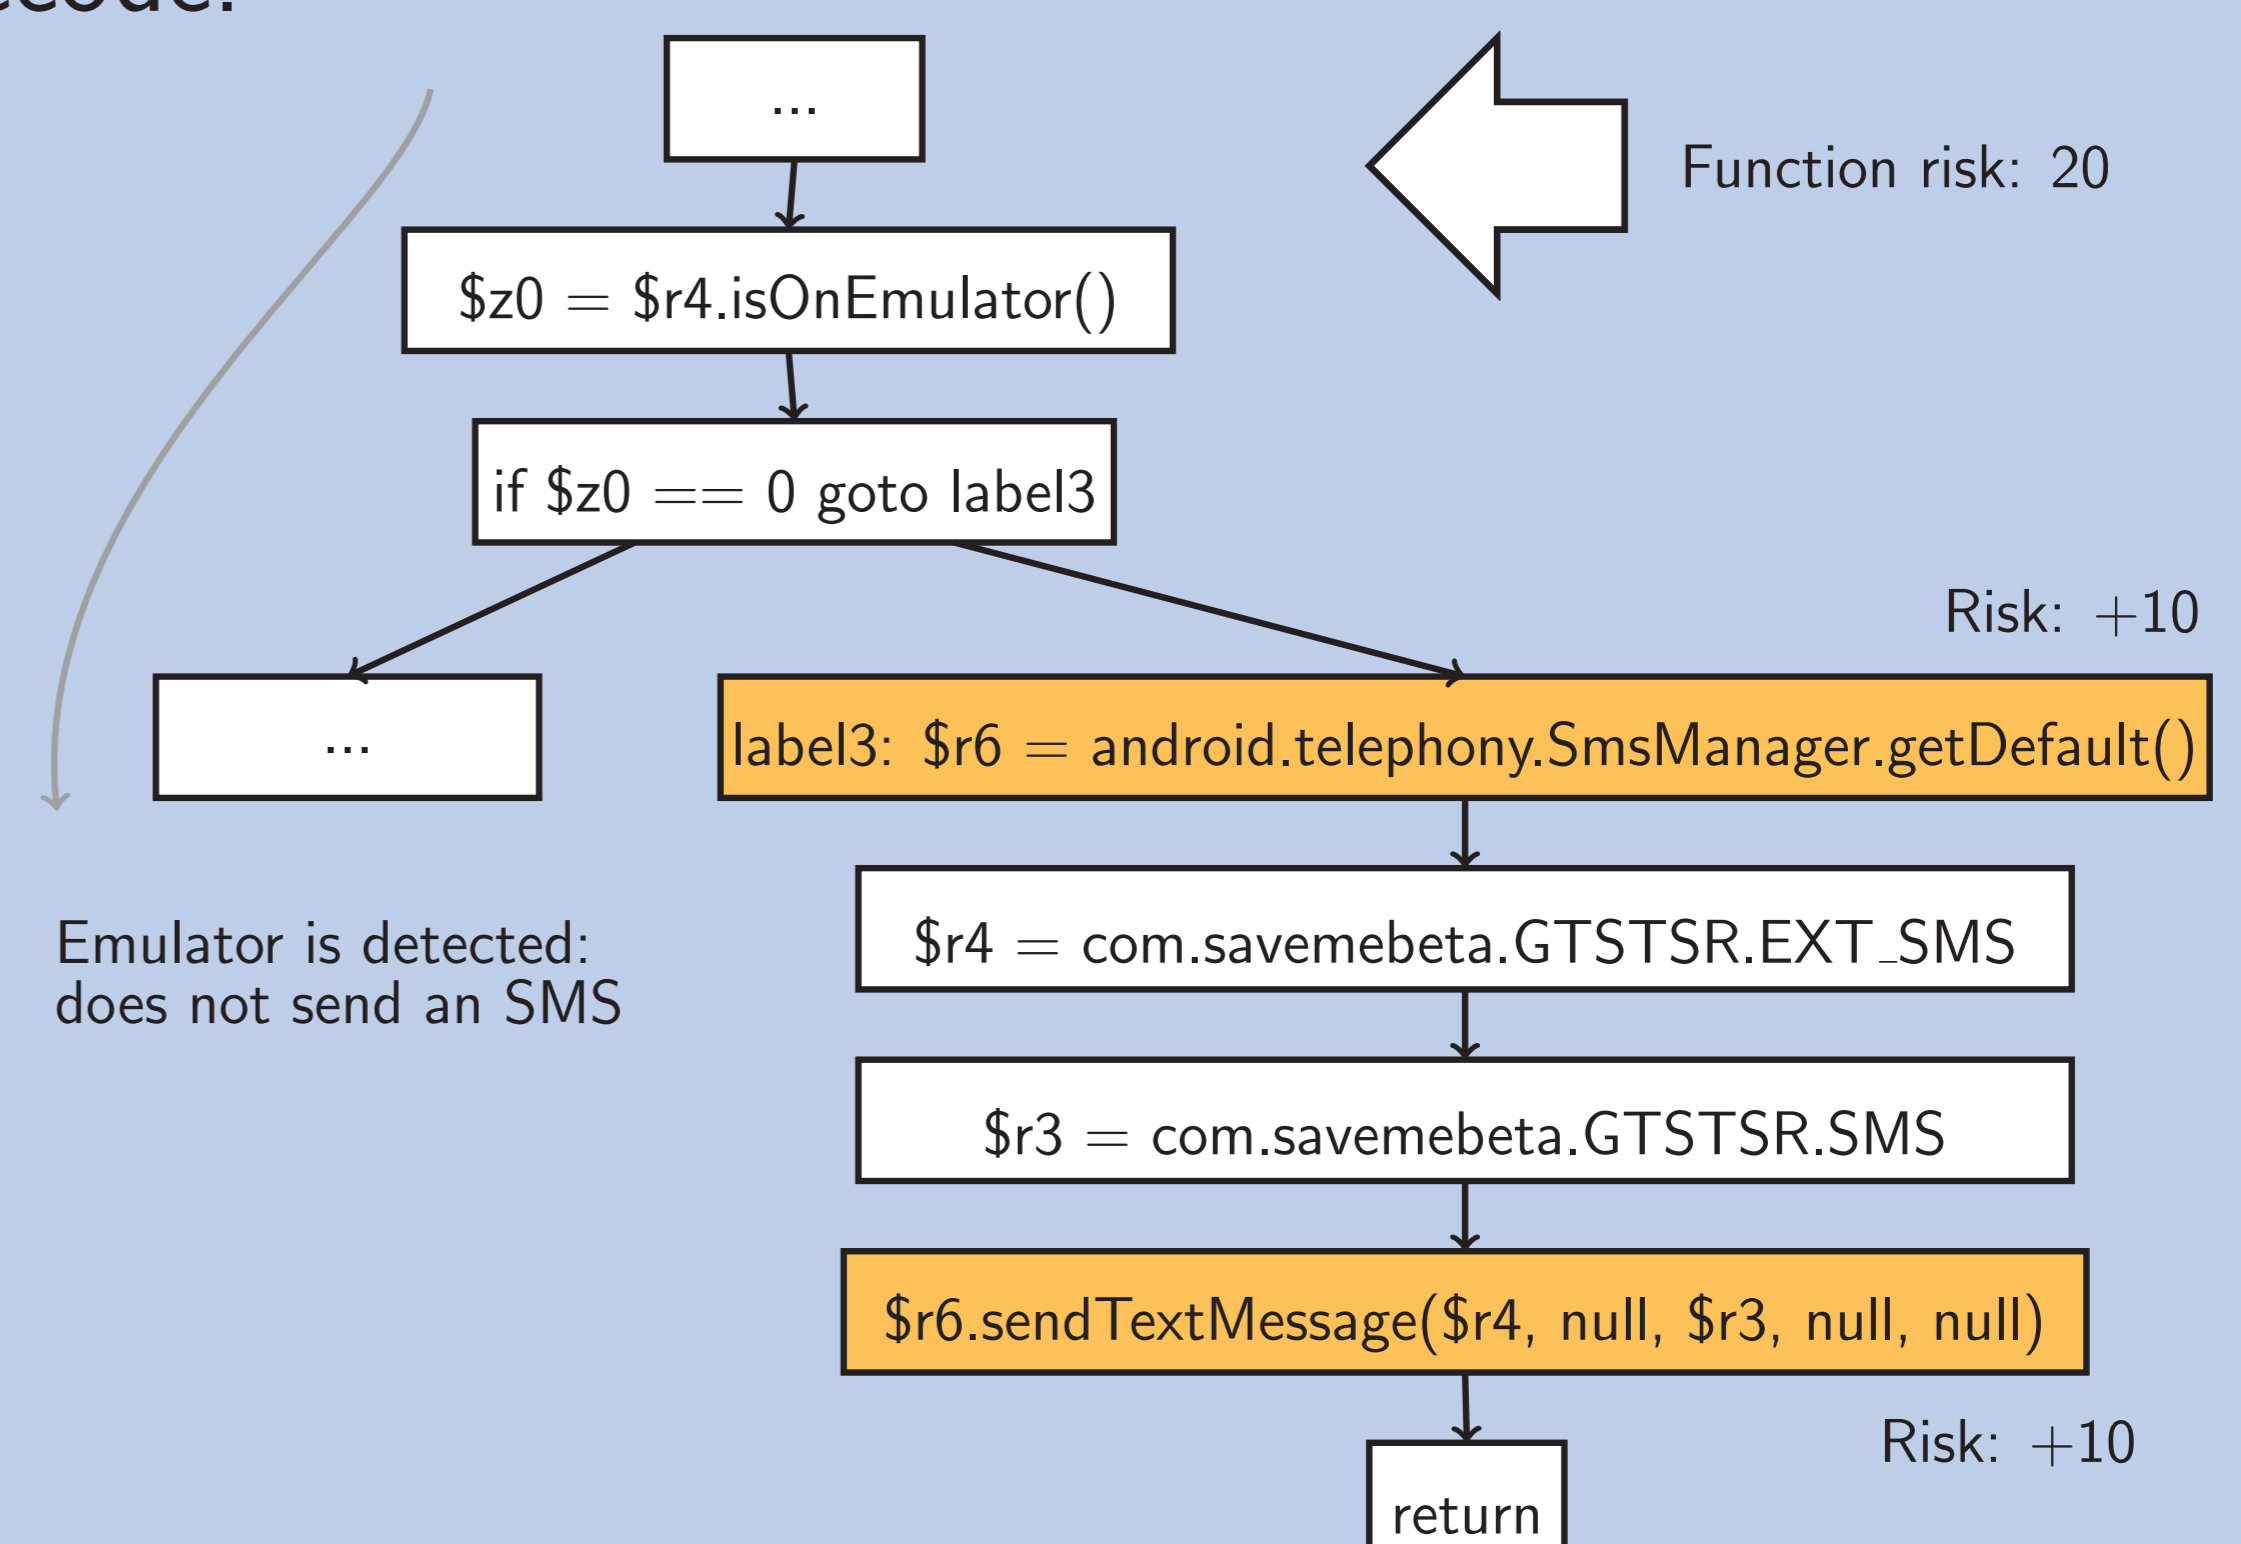 ...
Function risk: 20
$z0 = $r4.isOnEmulator()
if $z0 == 0 goto label3
Risk: +10
...
label3: $r6 = android.telephony.SmsManager.getDefault()
Emulator is detected:
does not send an SMS
$r4 = com.savemebeta.GTSTSR.EXT_SMS
$r3 = com.savemebeta.GTSTSR.SMS
$r6.sendTextMessage($r4, null, $r3, null, null)
Risk: +10
return